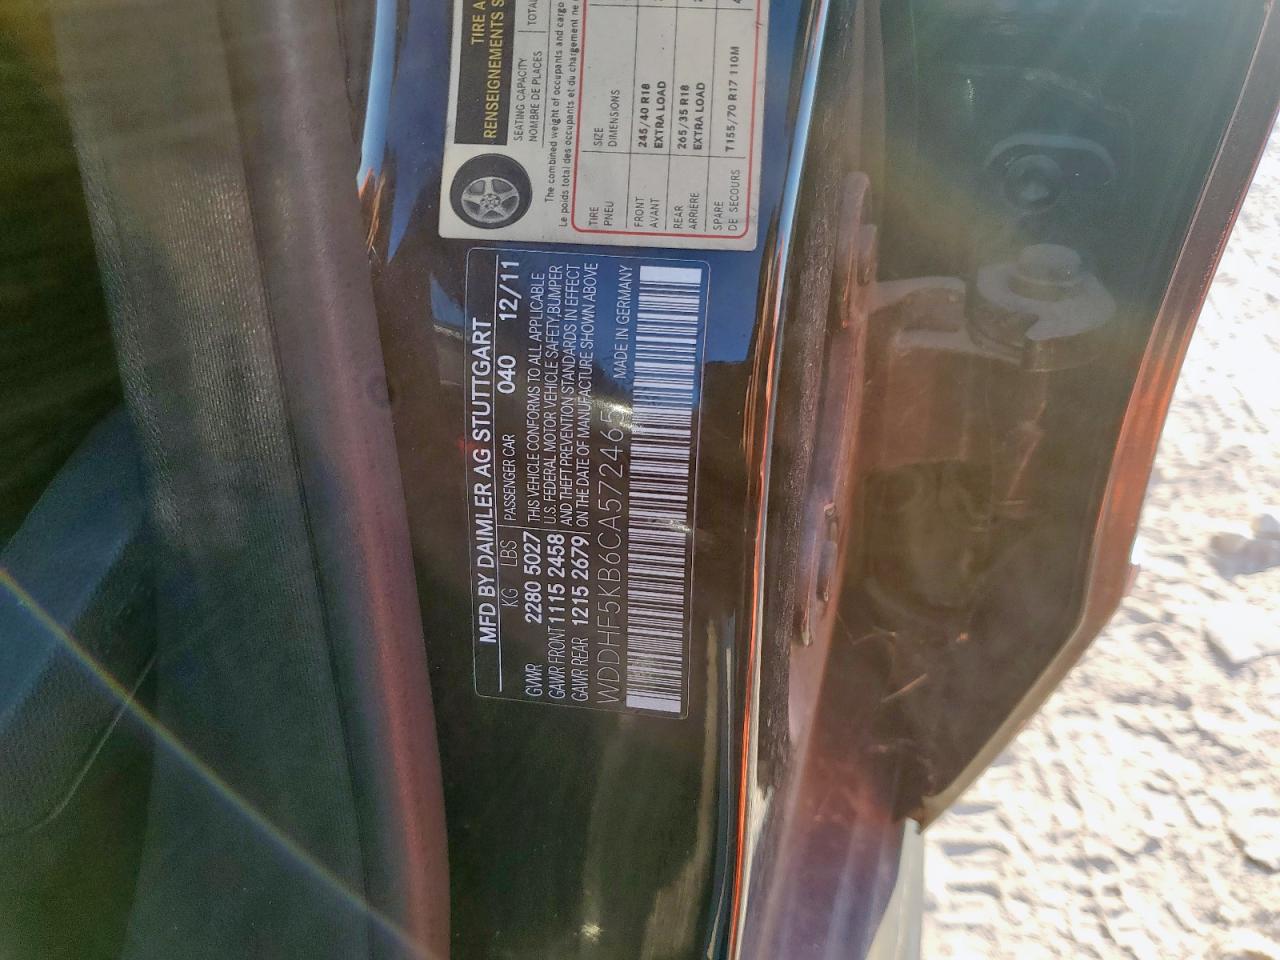 MFD BY DAIMLER AG STUTTGART
KG LBS PASSENGER CAR 040 12/11
GVWR 2280 5027
GAWR FRONT 1115 2458
GAWR REAR 1215 2679
THIS VEHICLE CONFORMS TO ALL APPLICABLE
U.S. FEDERAL MOTOR VEHICLE SAFETY, BUMPER
AND THEFT PREVENTION STANDARDS IN EFFECT
ON THE DATE OF MANUFACTURE SHOWN ABOVE
WDDHF5KB6CA572465 MADE IN GERMANY
TIRE A
RENSEIGNEMENTS S
SEATING CAPACITY
NOMBRE DE PLACES
TOTA
The combined weight of occupants and cargo
Le poids total des occupants et du chargement ne
TIRE SIZE
PNEU DIMENSIONS
FRONT 245/40 R18
AVANT EXTRA LOAD
REAR 265/35 R18
ARRIÈRE EXTRA LOAD
SPARE T155/70 R17 110M
DE SECOURS